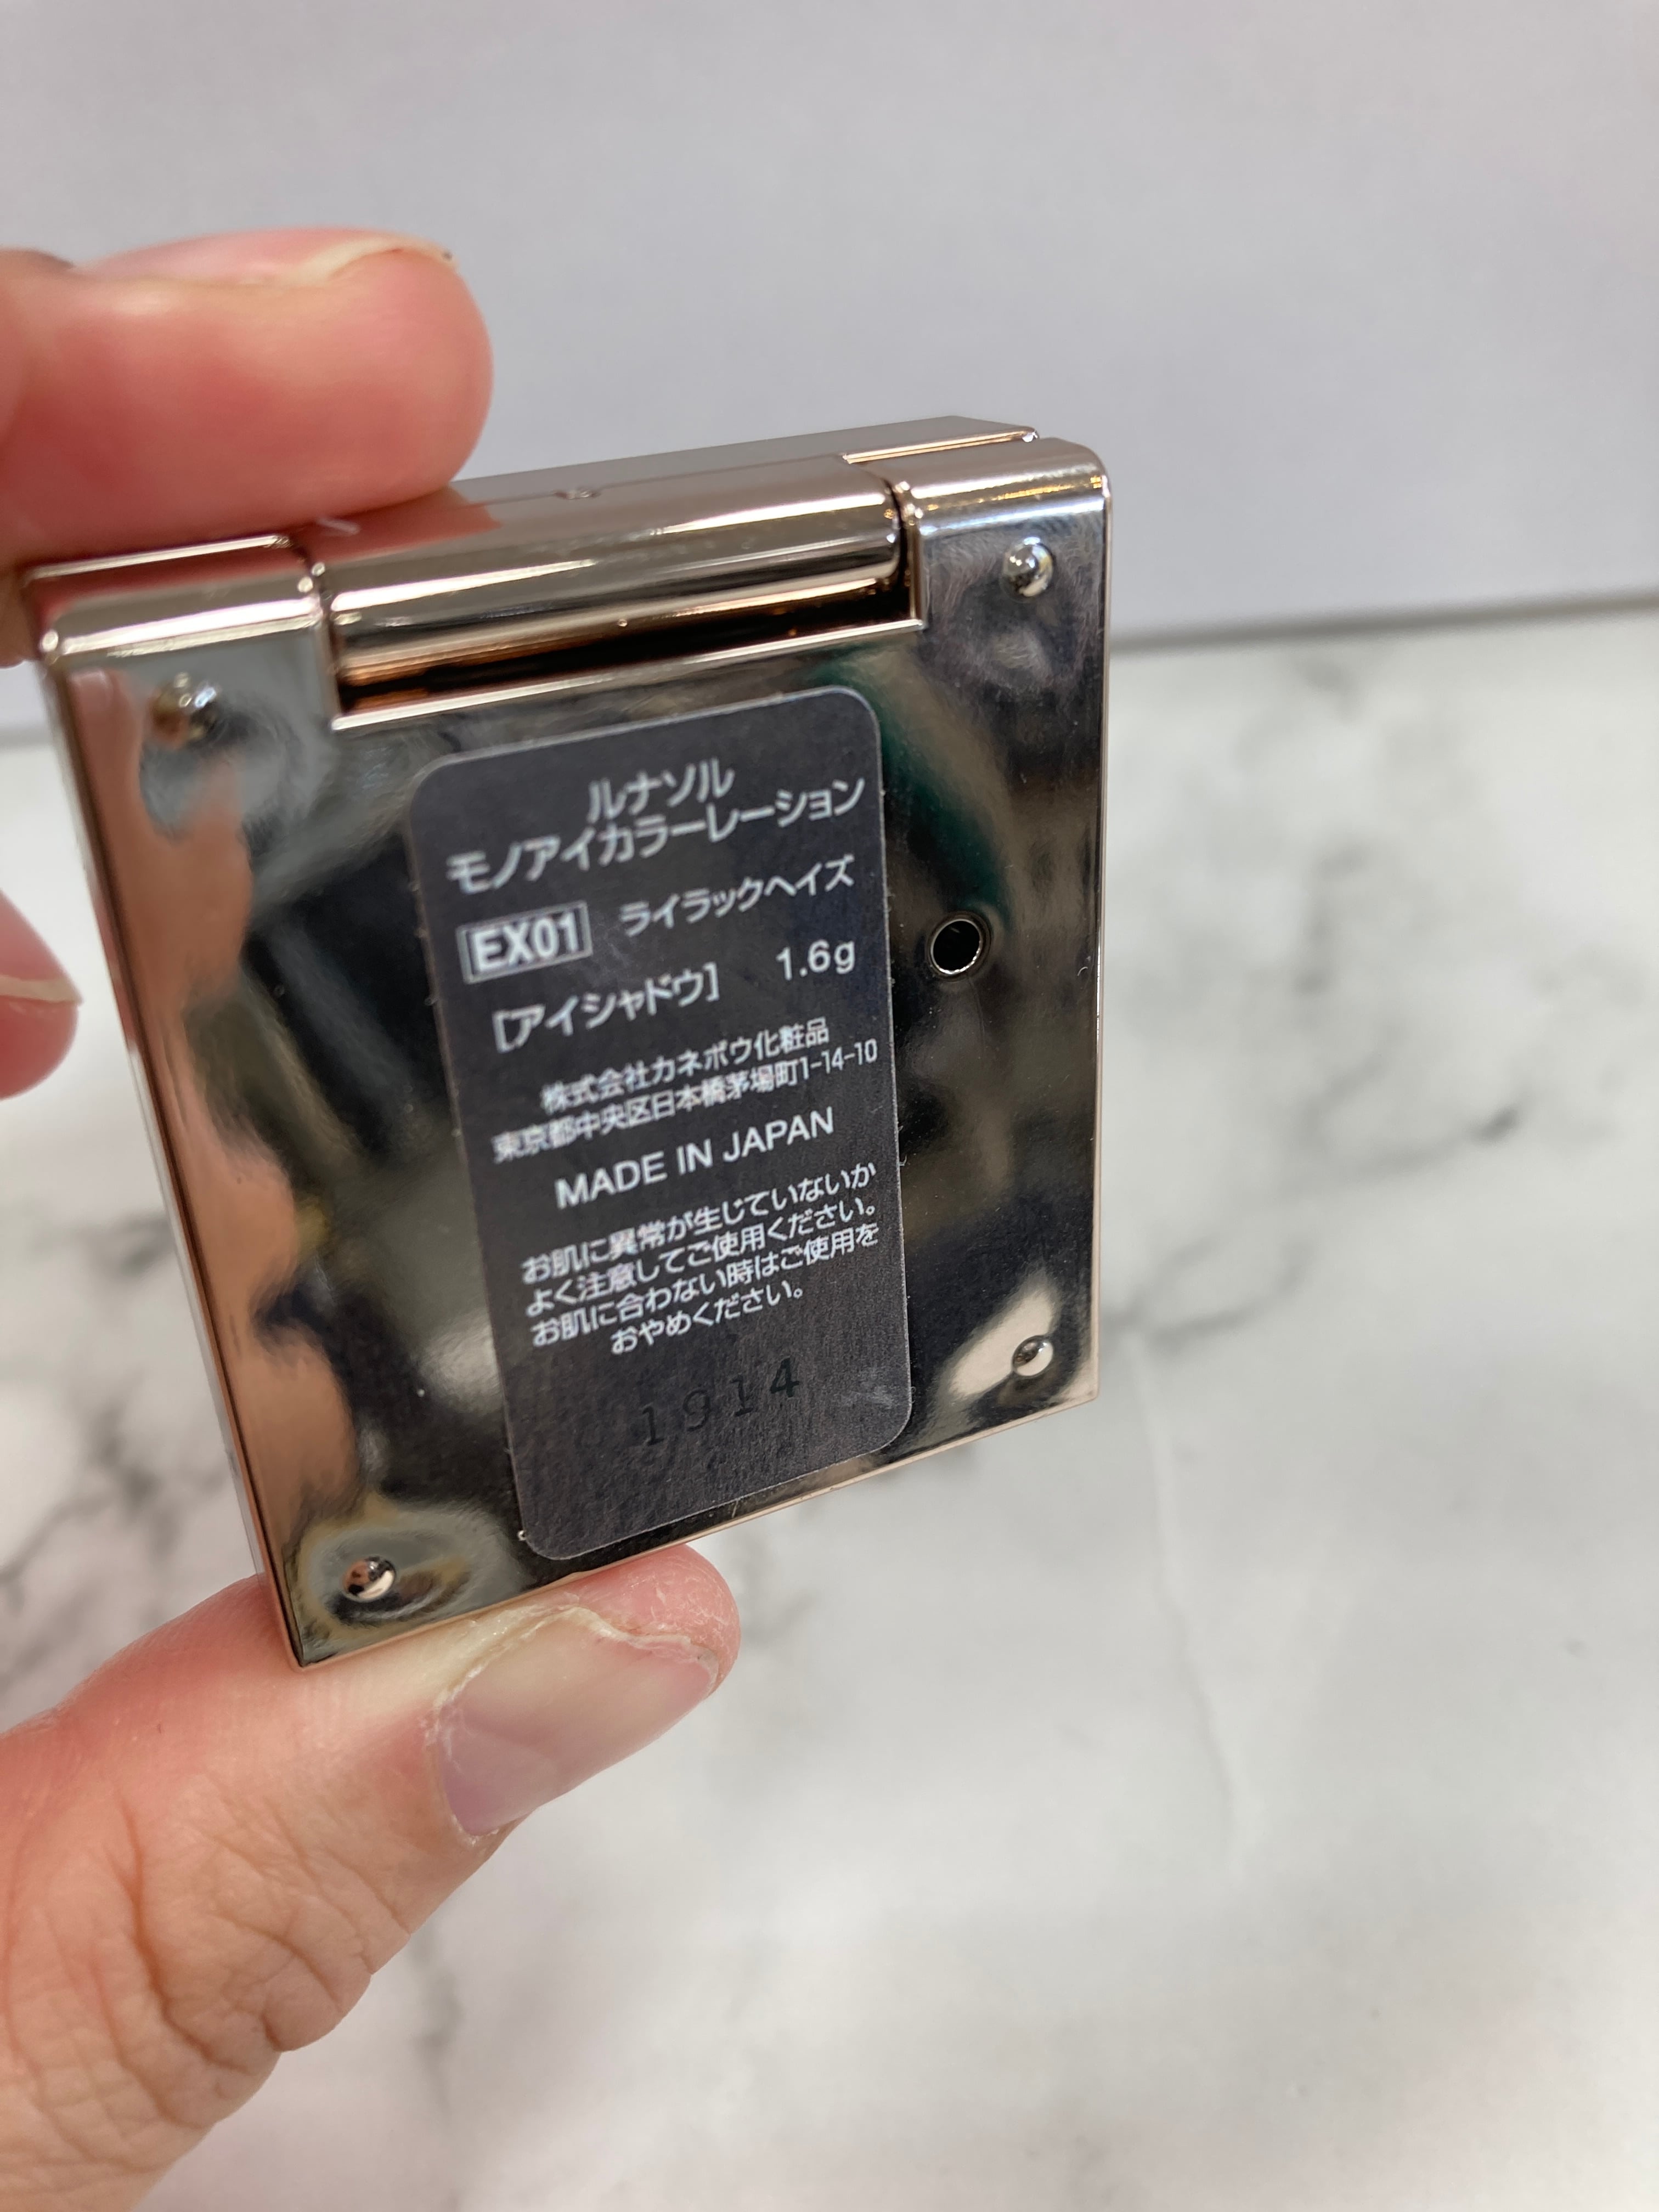 ルナソル
モノアイカラーレーション
EX01 ライラックヘイズ
[アイシャドウ] 1.6g
株式会社カネボウ化粧品
東京都中央区日本橋茅場町1-14-10
MADE IN JAPAN
お肌に異常が生じていないか
よく注意してご使用ください。
お肌に合わない時はご使用を
おやめください。
1914